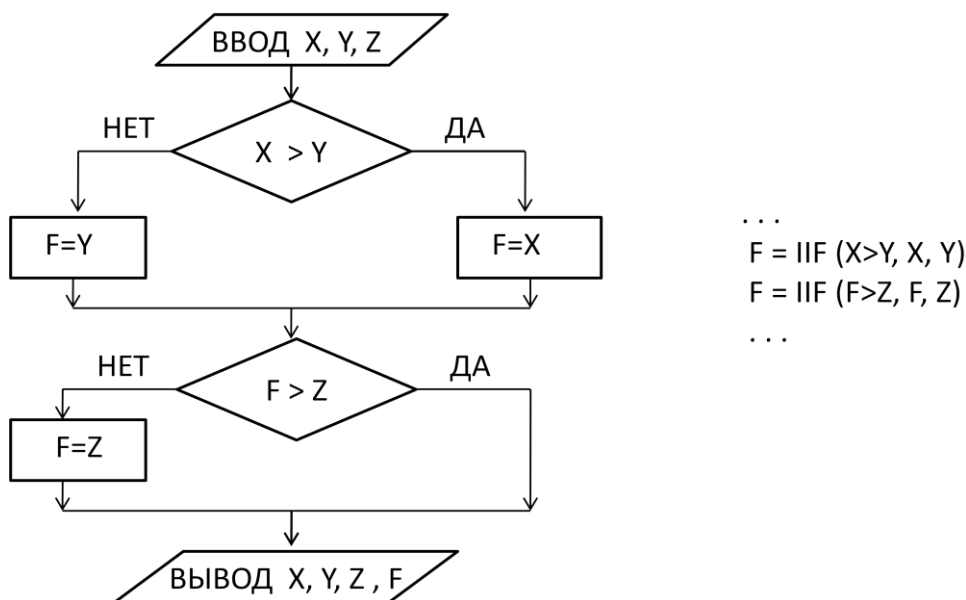 ВВОД X, Y, Z
НЕТ
ДА
X > Y
F=Y
F=X
НЕТ
ДА
F > Z
F=Z
ВЫВОД X, Y, Z , F
. . .
F = IIF (X>Y, X, Y)
F = IIF (F>Z, F, Z)
. . .